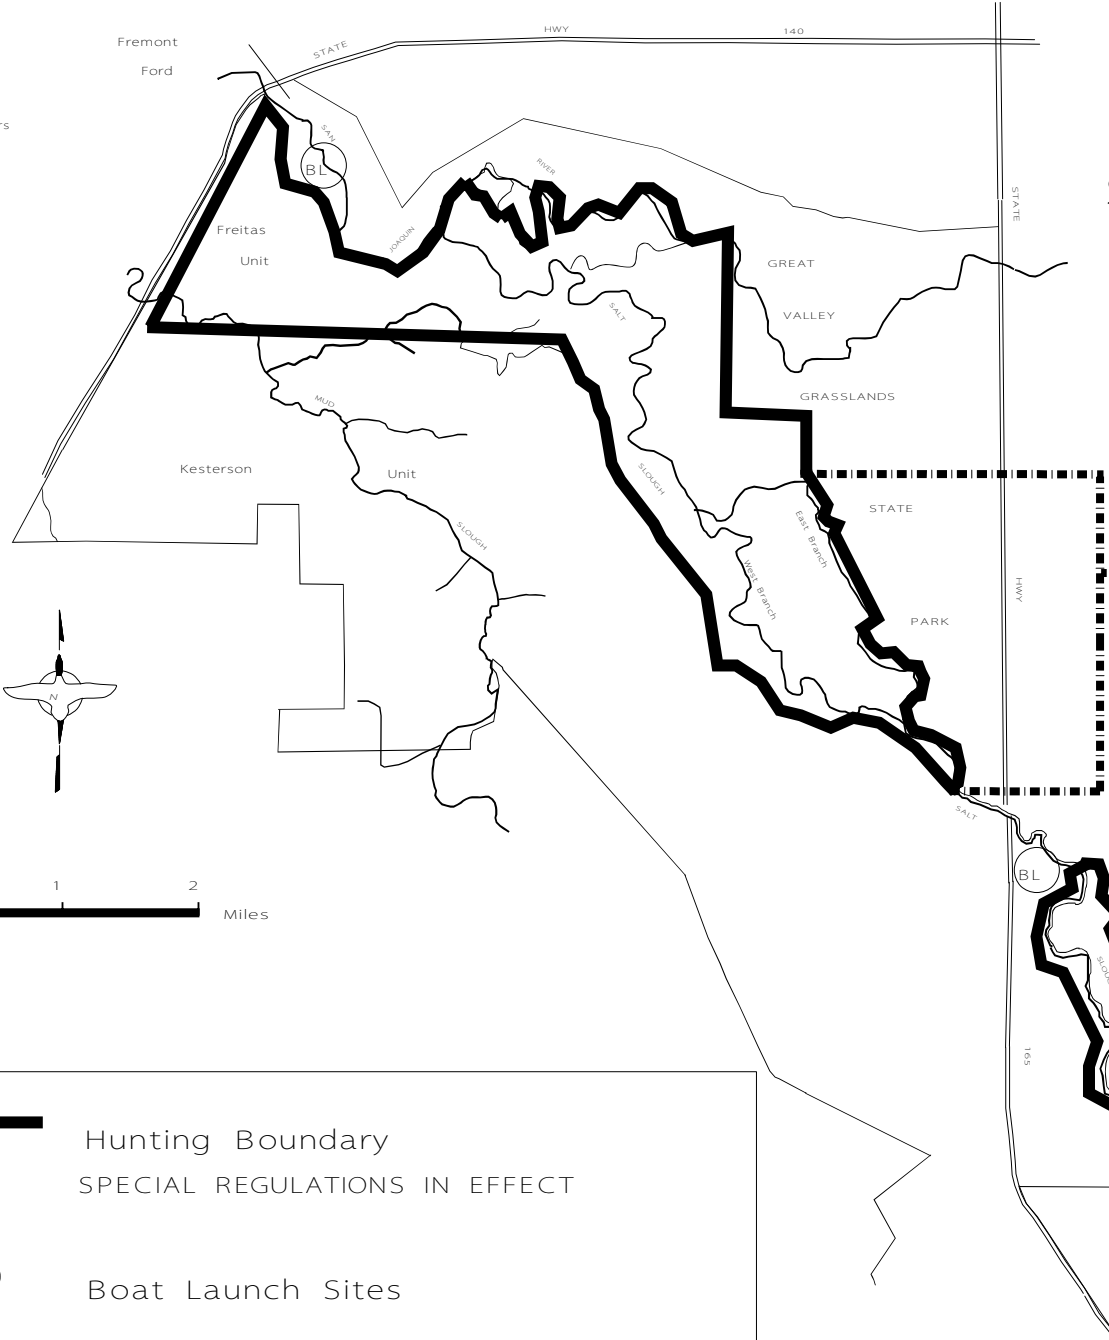 HWY
140
STATE
Fremont
Ford
rs
SAN
BL
RIVER
STATE
Freitas
Unit
JOAQUIN
GREAT
SALT
VALLEY
GRASSLANDS
MUD
Kesterson
Unit
SLOUGH
STATE
East Branch
SLOUGH
West Branch
HWY
PARK
N
SALT
BL
1
2
Miles
165
Hunting Boundary
SPECIAL REGULATIONS IN EFFECT
Boat Launch Sites